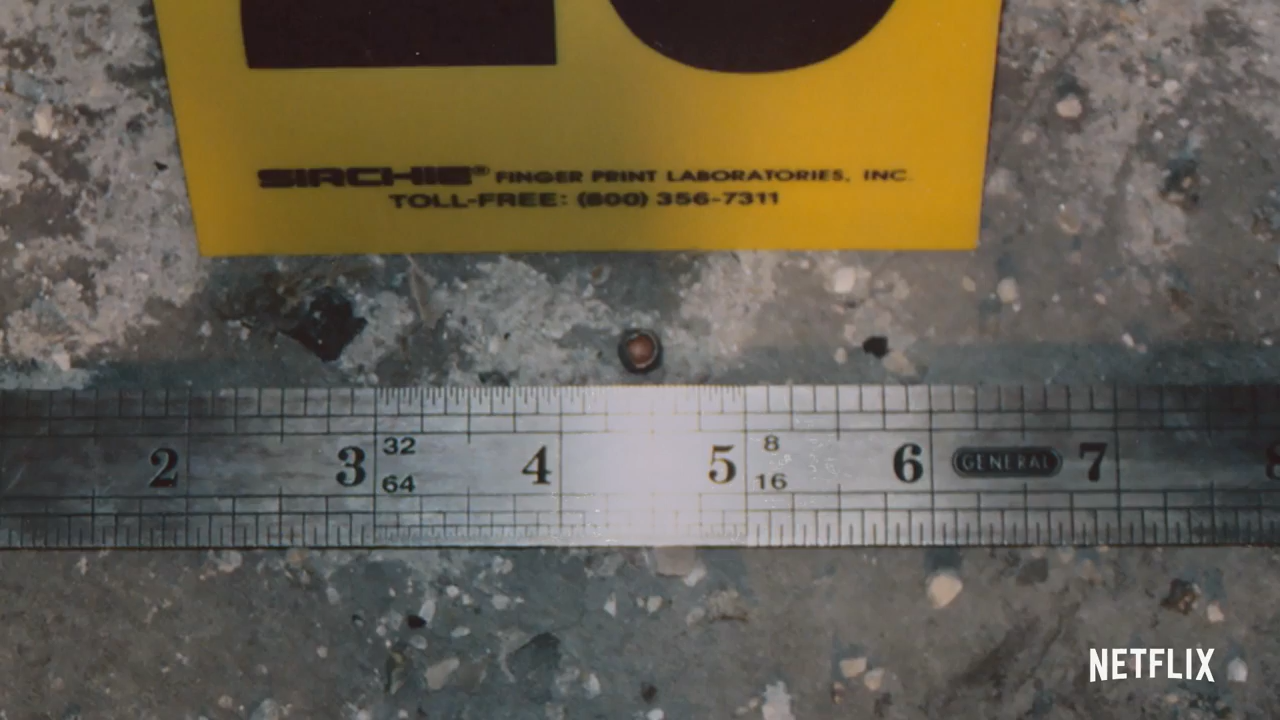 SIRCHIE® FINGER PRINT LABORATORIES, INC.
TOLL-FREE: (800) 356-7311
2 3 32 4 5 8 6 GENERAL 7 8
64 16
NETFLIX